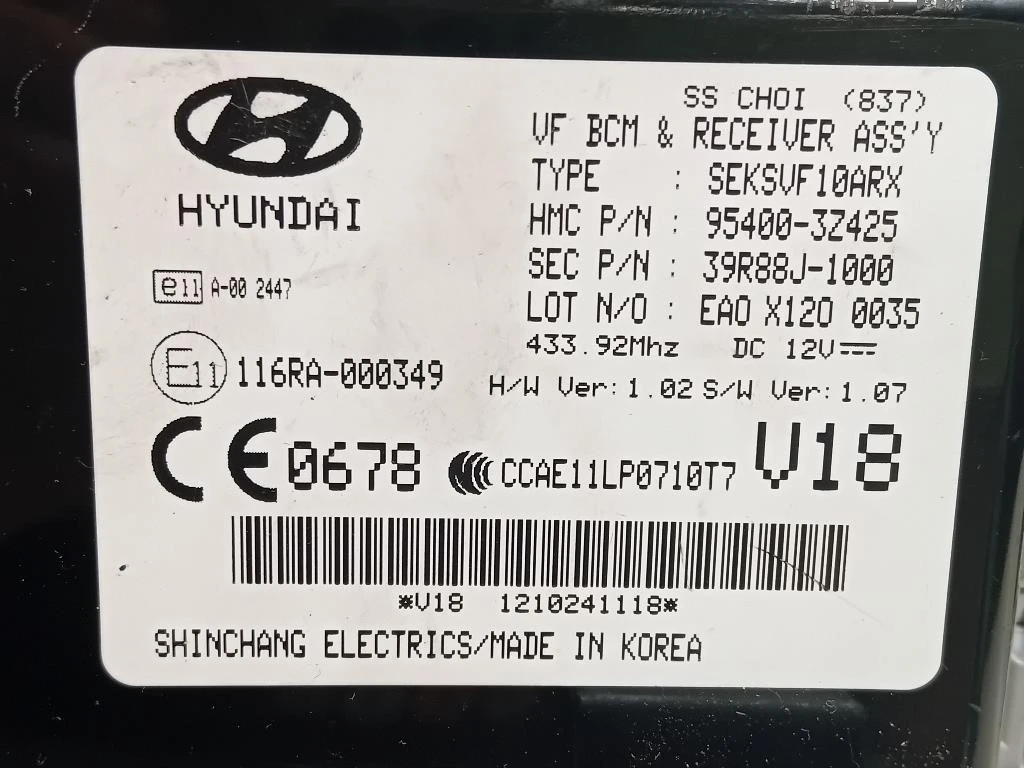 SS CHOI (837)
VF BCM & RECEIVER ASS'Y
TYPE : SEKSVF10ARX
HMC P/N : 95400-3Z425
SEC P/N : 39R88J-1000
LOT N/O : EAO X120 0035
433.92Mhz DC 12V
H/W Ver: 1.02 S/W Ver: 1.07
HYUNDAI
e11 A-00 2447
E11 116RA-000349
CE 0678 CCAE11LP0710T7 V18
*V18 1210241118*
SHINCHANG ELECTRICS/MADE IN KOREA